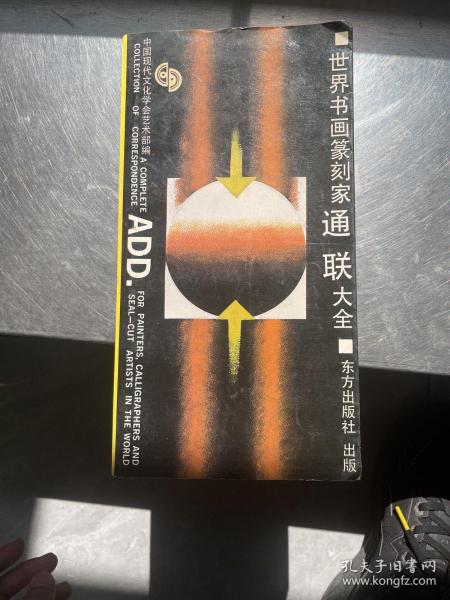 世界书画篆刻家通联大全
东方出版社 出版
中国现代文化学会艺术部编
A COMPLETE
COLLECTION OF CORRESPONDENCE
ADD.
FOR PAINTERS, CALLIGRAPHERS AND
SEAL-CUT ARTISTS IN THE WORLD
孔夫子旧书网
www.kongfz.com